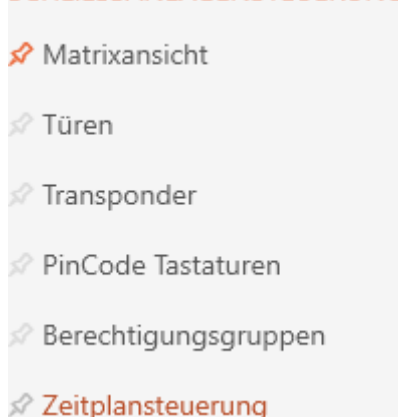 Matrixansicht
Türen
Transponder
PinCode Tastaturen
Berechtigungsgruppen
Zeitplansteuerung